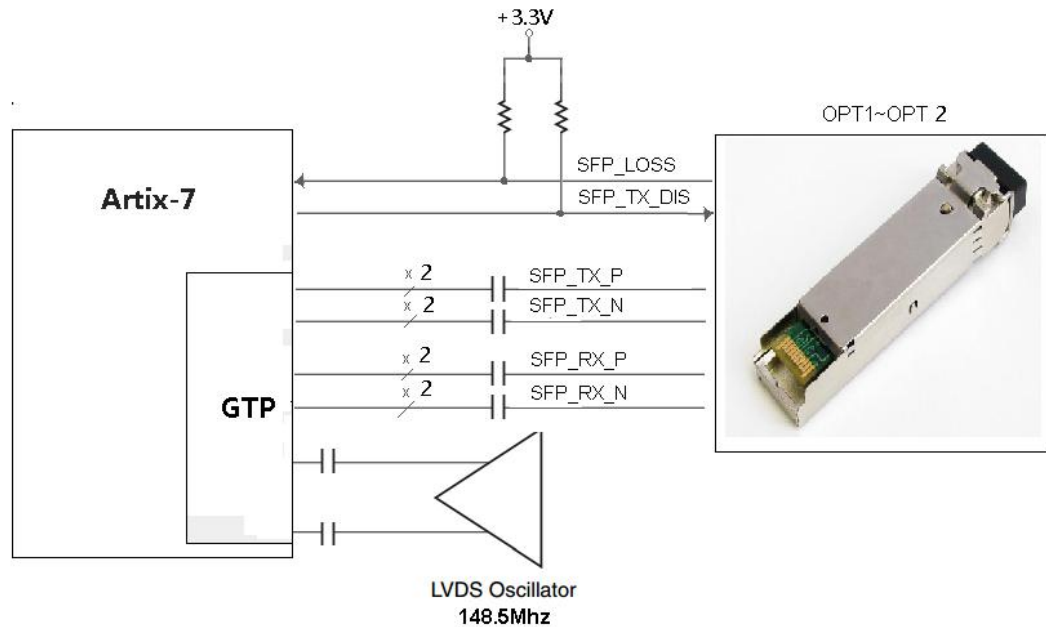 +3.3V
OPT1~OPT 2
SFP_LOSS
Artix-7
SFP_TX_DIS
x 2
SFP_TX_P
x 2
SFP_TX_N
x 2
SFP_RX_P
x 2
SFP_RX_N
GTP
LVDS Oscillator
148.5Mhz